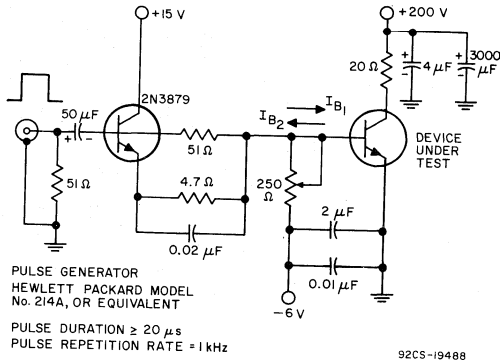 +15 V
+200 V
2N3879
50 μF
+ -
51 Ω
51 Ω
4.7 Ω
0.02 μF
I B1
I B2
20 Ω
+
-
4 μF
+
-
3000
μF
DEVICE
UNDER
TEST
250
Ω
2 μF
0.01 μF
-6 V
PULSE GENERATOR
HEWLETT PACKARD MODEL
No. 214A, OR EQUIVALENT
PULSE DURATION ≥ 20 μs
PULSE REPETITION RATE = 1 kHz
92CS-19488